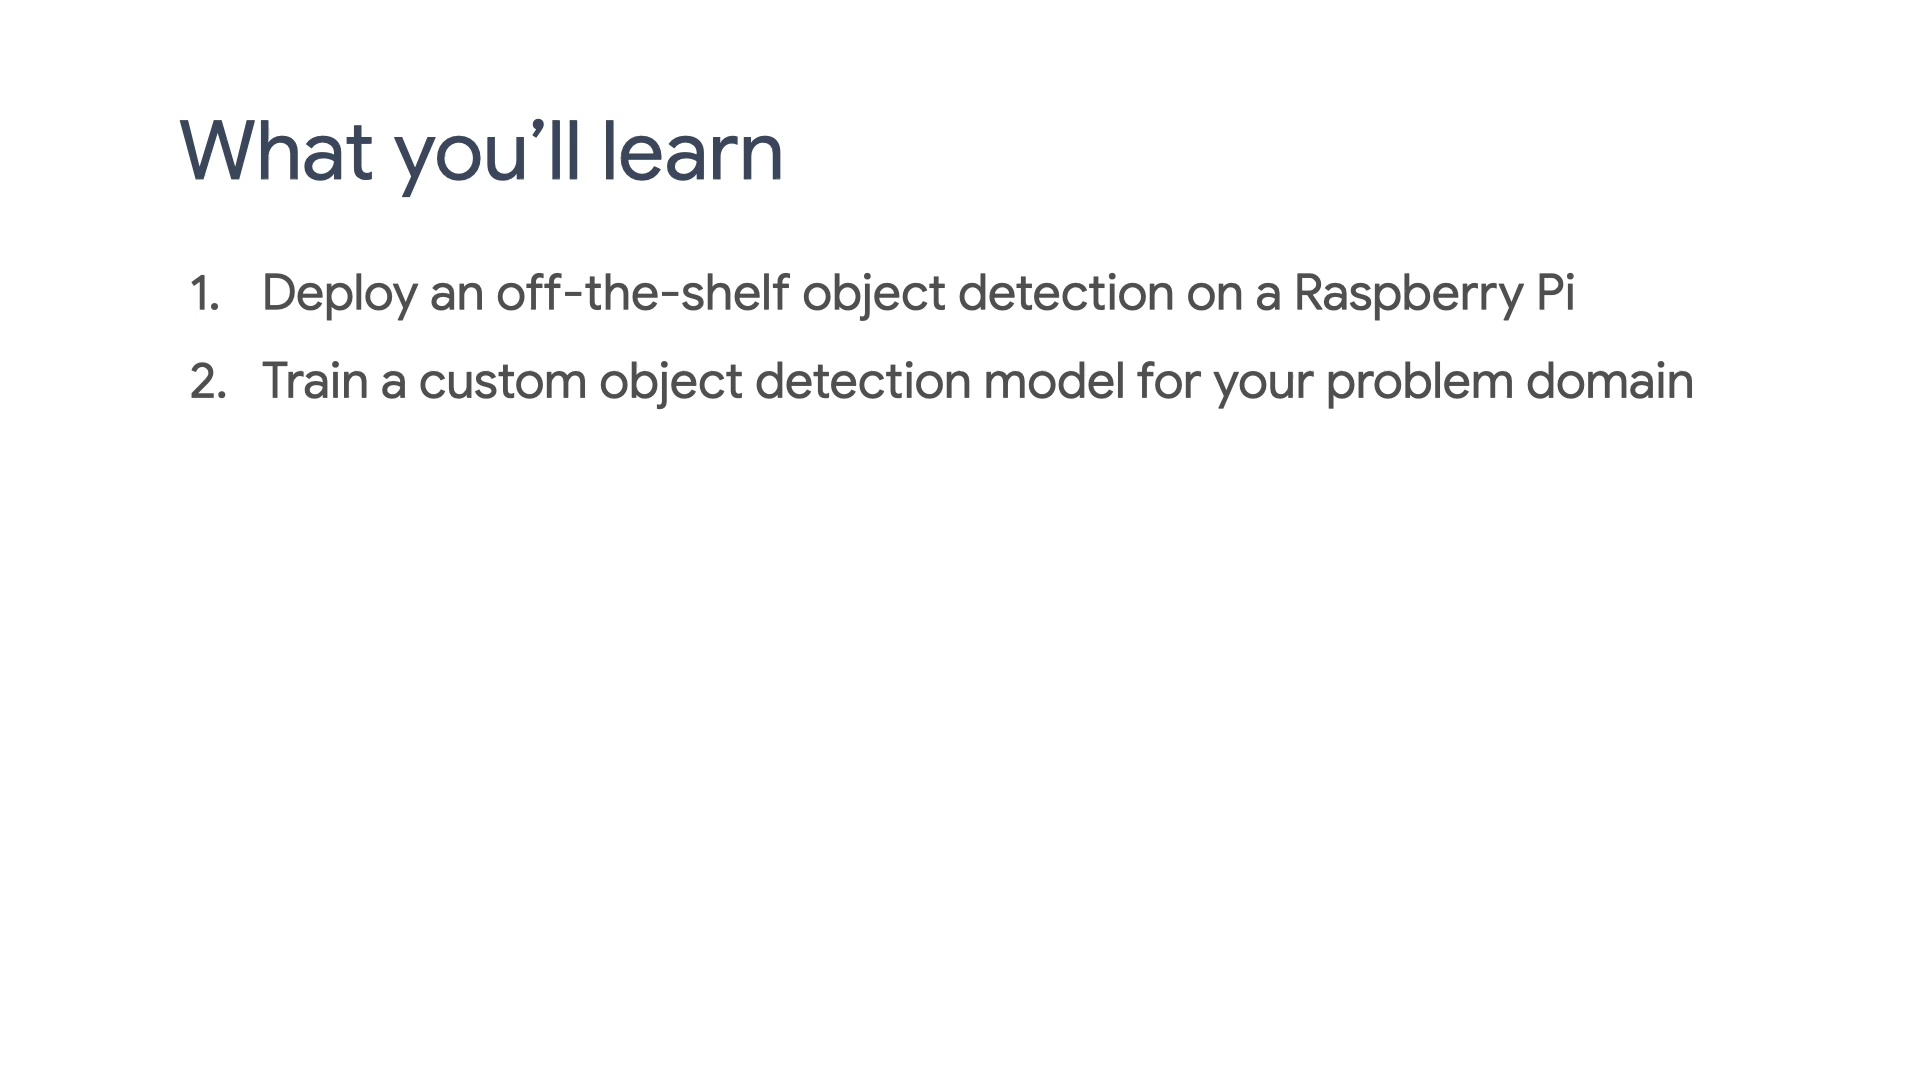 What you’ll learn
1. Deploy an off-the-shelf object detection on a Raspberry Pi
2. Train a custom object detection model for your problem domain